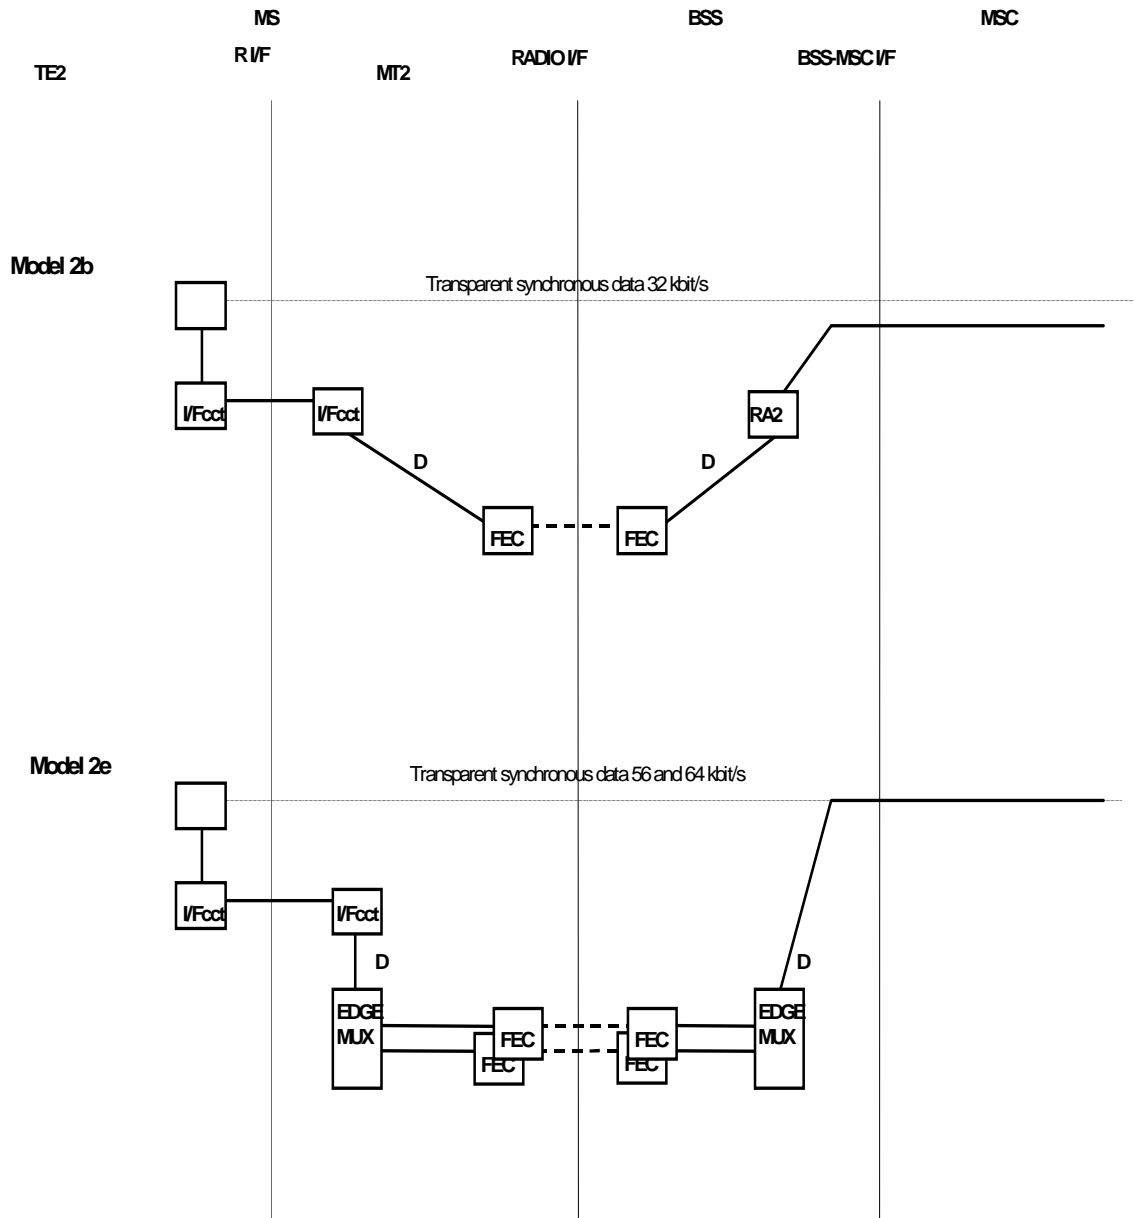 MS BSS MSC
R I/F RADIO I/F BSS-MSC I/F
TE2 MT2
Model 2b
Transparent synchronous data 32 kbit/s
I/Fcct I/Fcct RA2
D D
FEC FEC
Model 2e
Transparent synchronous data 56 and 64 kbit/s
I/Fcct I/Fcct
D D
EDGE MUX FEC FEC EDGE MUX
FEC FEC